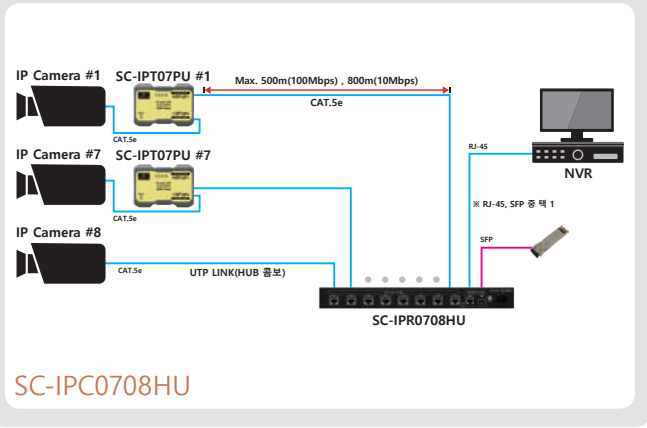 IP Camera #1
SC-IPT07PU #1
Max. 500m(100Mbps) , 800m(10Mbps)
CAT.5e
CAT.5e
IP Camera #7
SC-IPT07PU #7
CAT.5e
RJ-45
NVR
※ RJ-45, SFP 중 택 1
IP Camera #8
SFP
CAT.5e
UTP LINK(HUB 콤보)
SC-IPR0708HU
SC-IPC0708HU